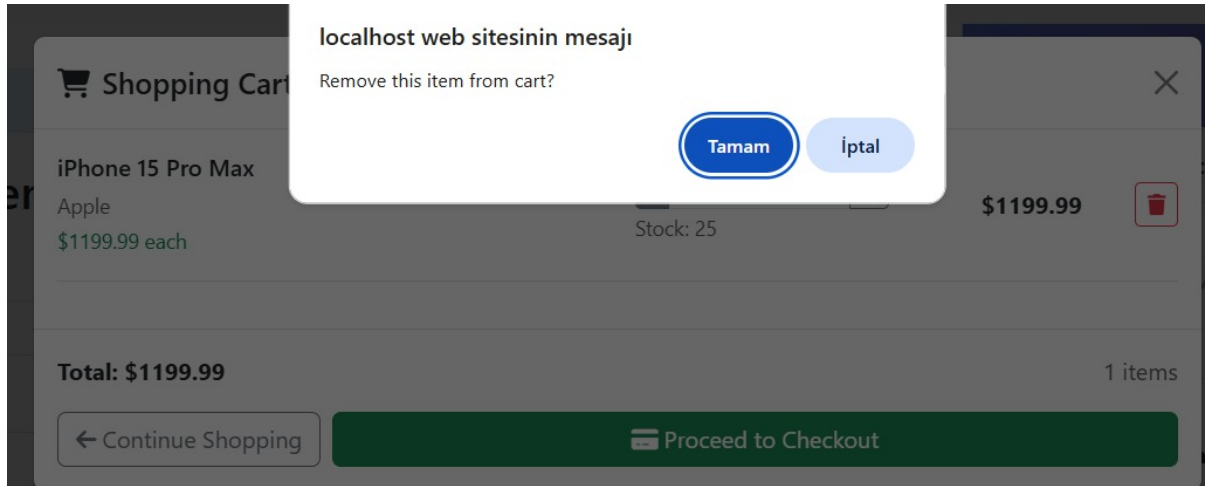 localhost web sitesinin mesajı
Remove this item from cart?
Tamam İptal
Shopping Cart
iPhone 15 Pro Max
Apple
$1199.99 each
Stock: 25
$1199.99
Total: $1199.99
1 items
Continue Shopping
Proceed to Checkout